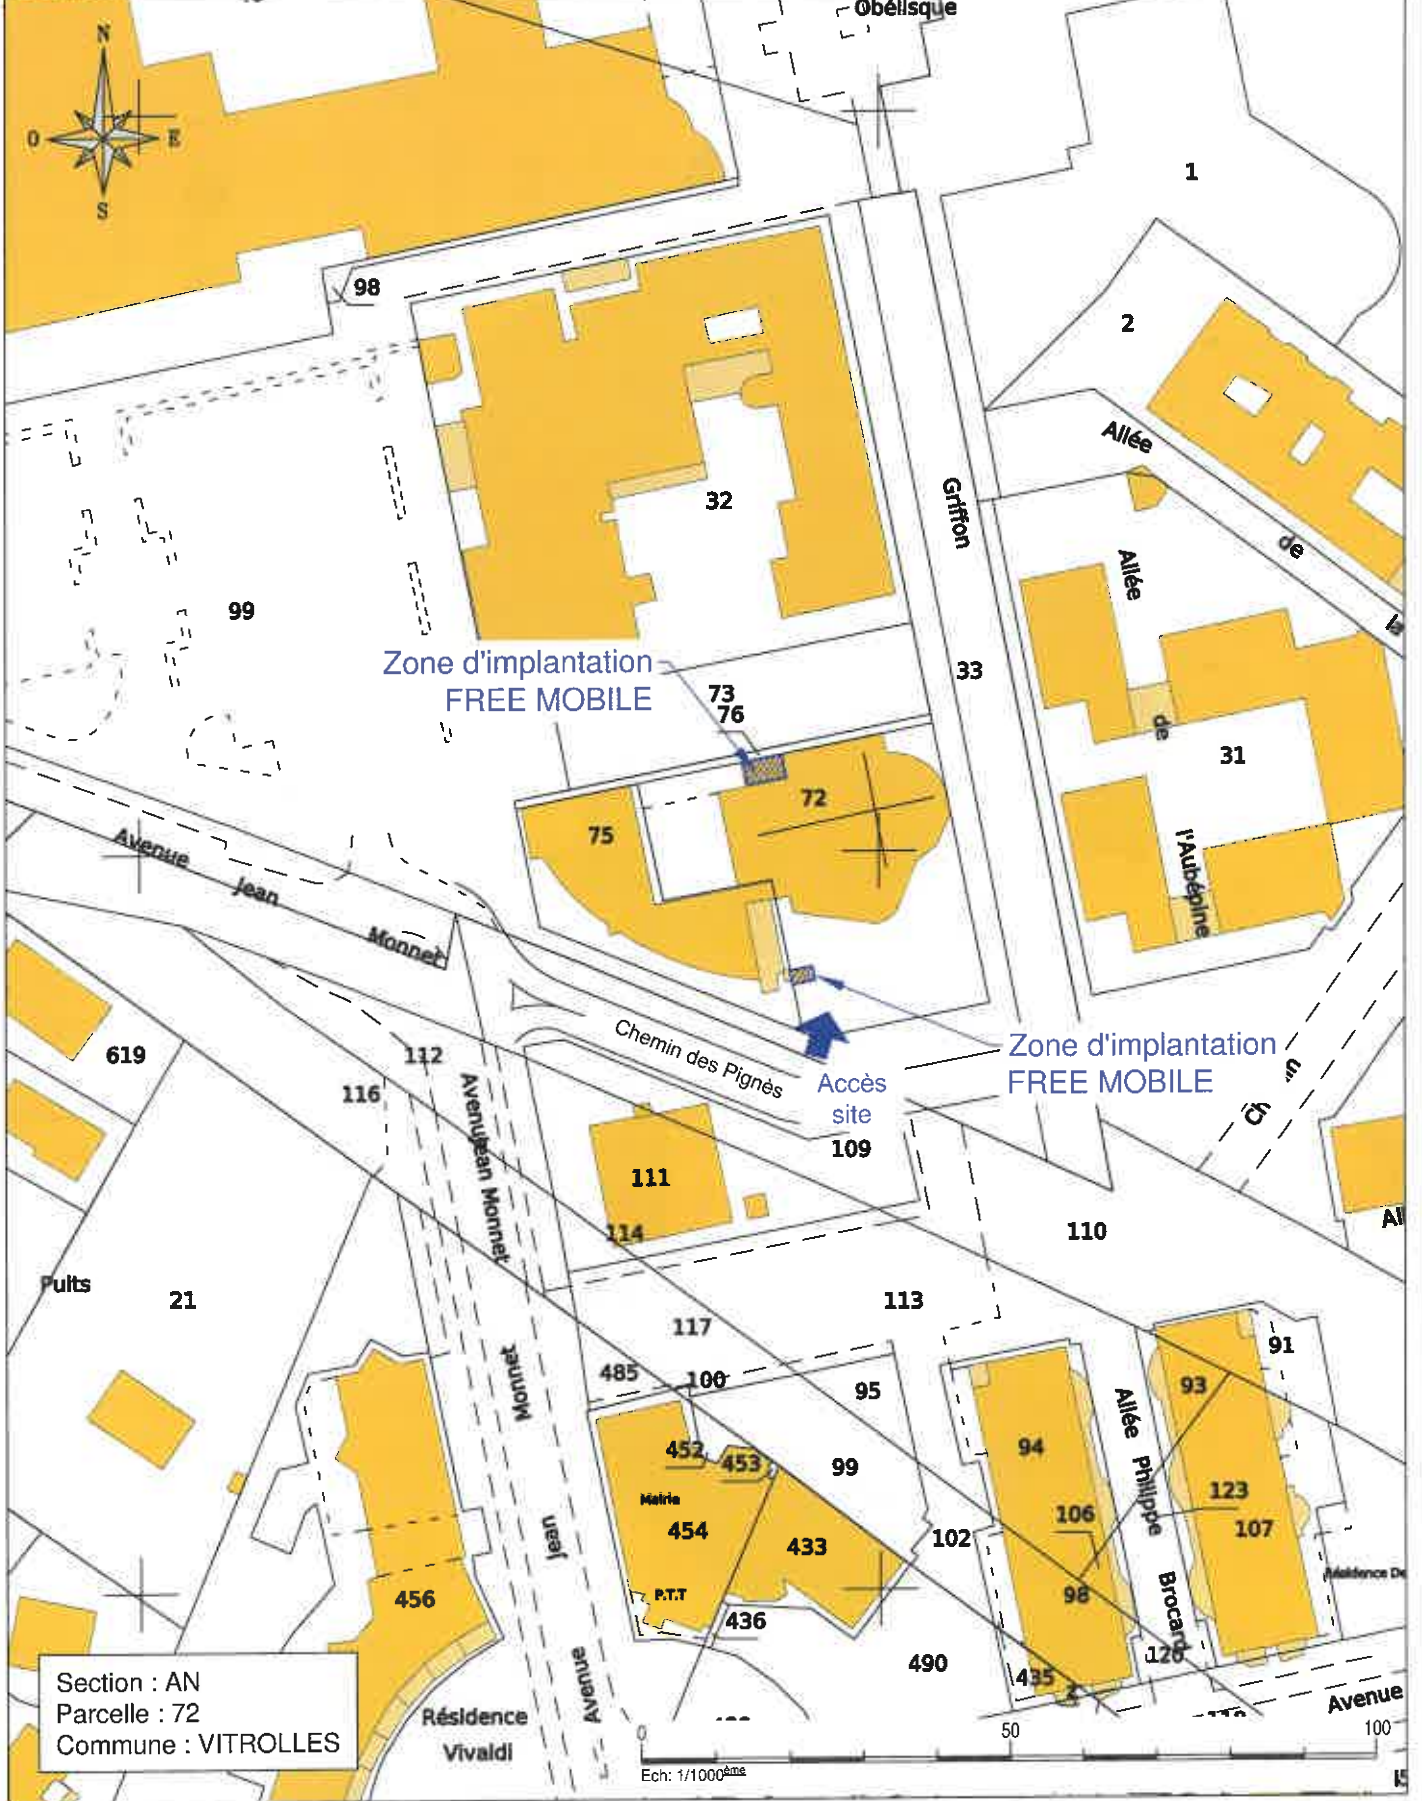 Obélisque
N
O
E
S
1
98
2
Allée
32
Griffon
de
Allée
la
99
33
Zone d'implantation
FREE MOBILE
73
76
de
31
72
75
Avenue
Jean
Monnet
l'Aubépine
Chemin des Pignès
Zone d'implantation
FREE MOBILE
Accès
site
619
112
116
Avenue
Jean Monnet
109
111
114
110
Puits
21
113
117
485
100
95
91
93
Monnet
Allée
Philippe
Brocard
94
452
453
99
123
Mairie
454
106
107
433
102
Jean
P.T.T
98
456
436
Résidence De
490
435
126
Z
Avenue
Section : AN
Parcelle : 72
Commune : VITROLLES
Résidence
Vivaldi
Avenue
0
50
100
Ech: 1/1000ème